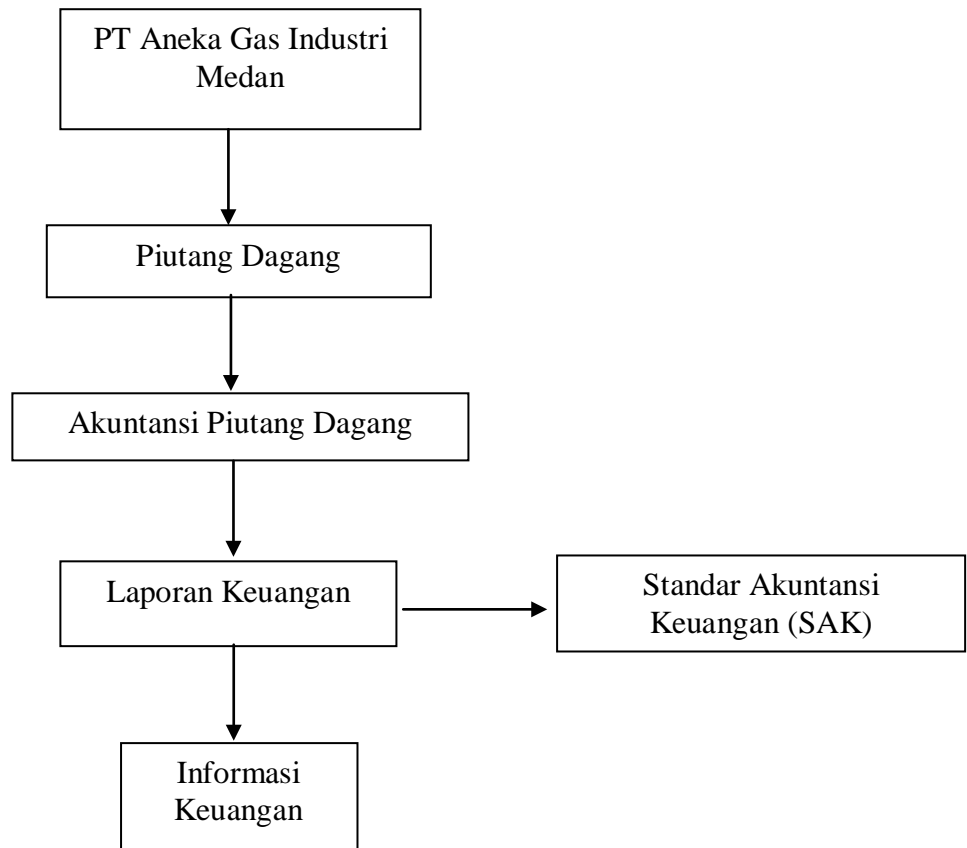 PT Aneka Gas Industri
Medan
Piutang Dagang
Akuntansi Piutang Dagang
Laporan Keuangan
Standar Akuntansi
Keuangan (SAK)
Informasi
Keuangan